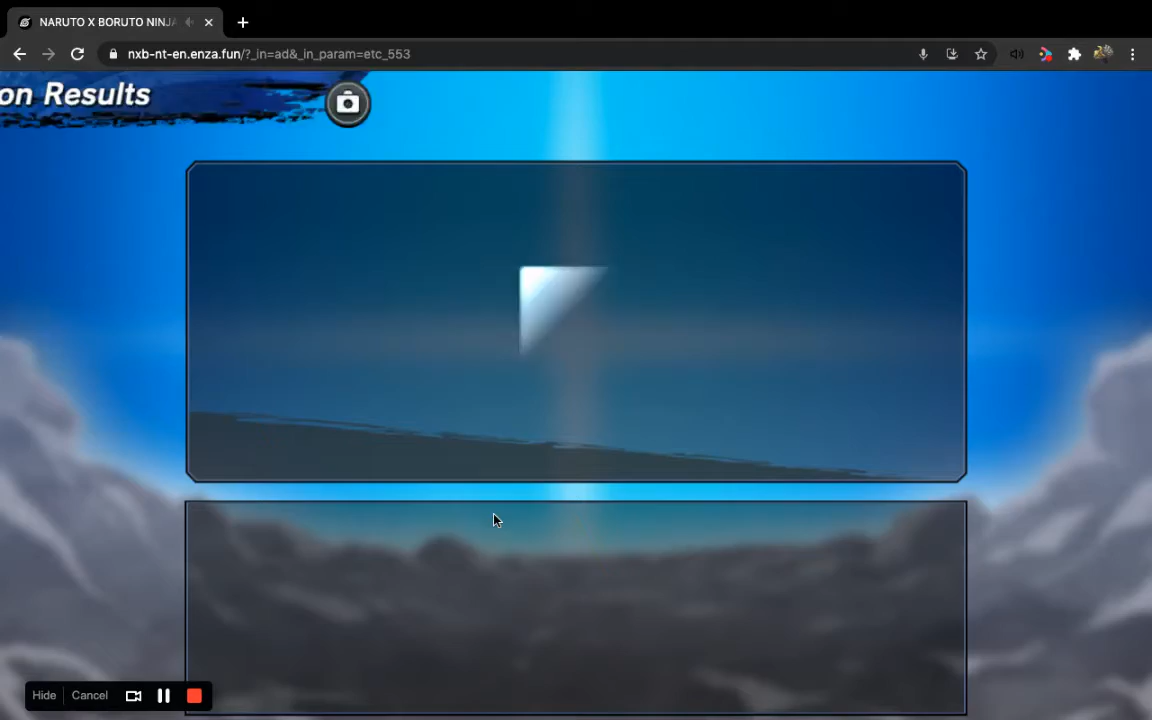 NARUTO X BORUTO NINJA
nxb-nt-en.enza.fun/?_in=ad&_in_param=etc_553
on Results
Hide Cancel